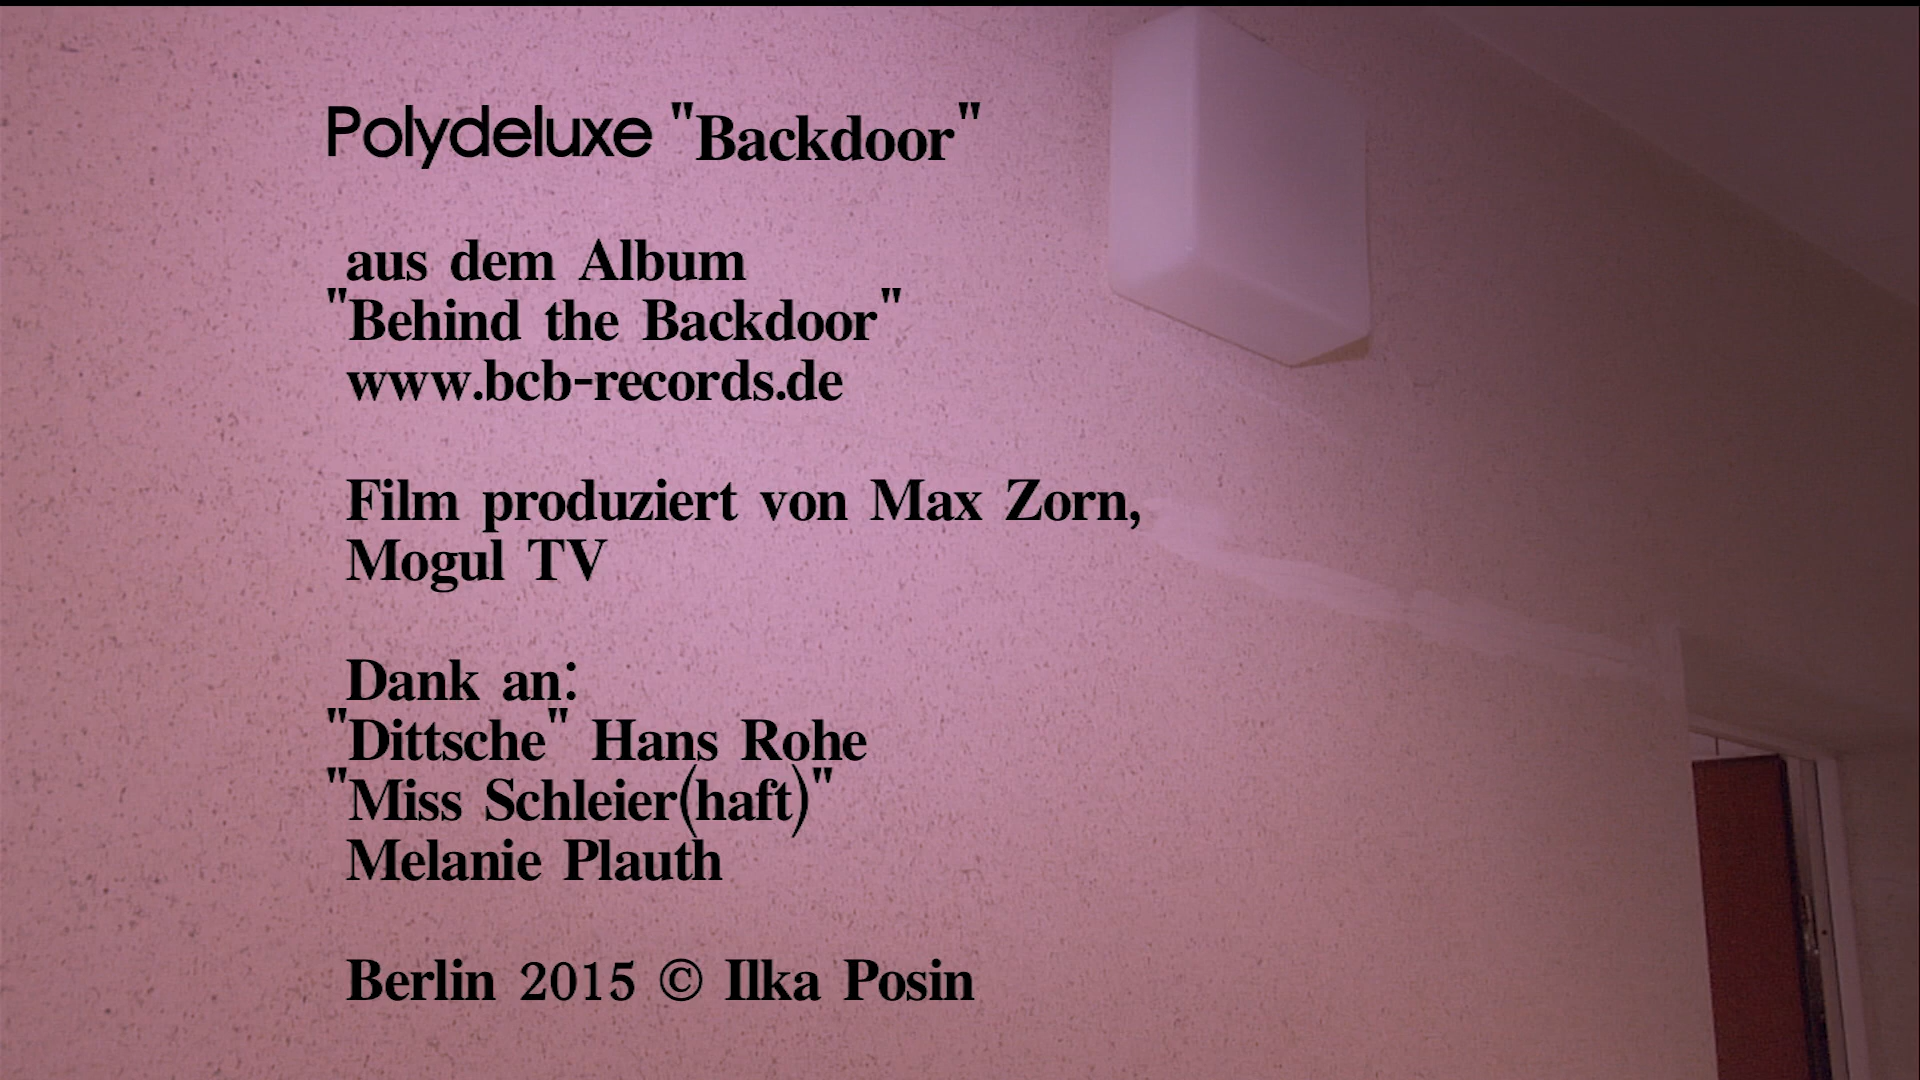 Polydeluxe "Backdoor"
aus dem Album
"Behind the Backdoor"
www.bcb-records.de
Film produziert von Max Zorn,
Mogul TV
Dank an:
"Dittsche" Hans Rohe
"Miss Schleier(haft)"
Melanie Plauth
Berlin 2015 © Ilka Posin